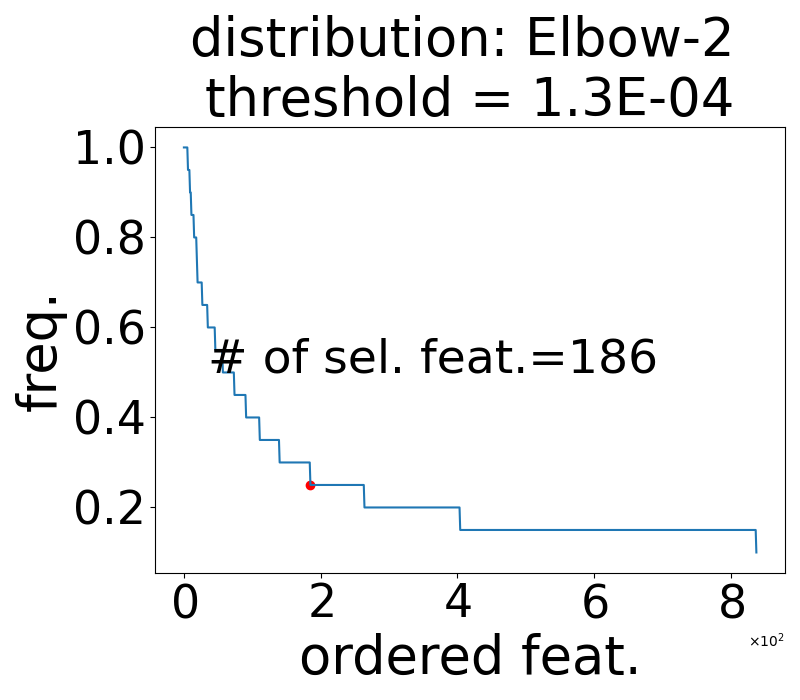 distribution: Elbow-2
threshold = 1.3E-04
1.0
0.8
0.6
0.4
0.2
freq.
# of sel. feat.=186
0 2 4 6 8
×10²
ordered feat.